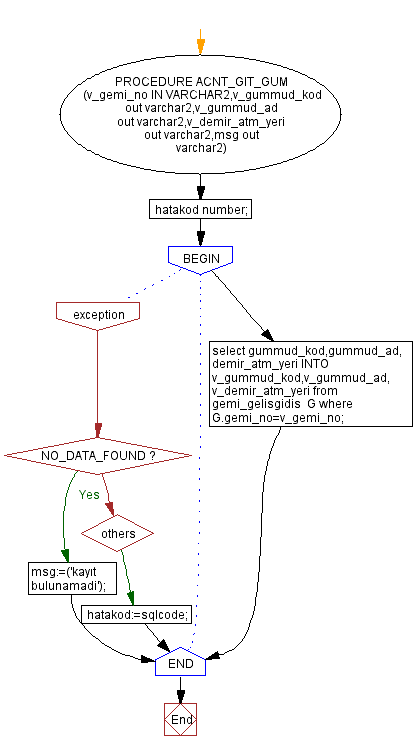 PROCEDURE ACNT_GIT_GUM
(v_gemi_no IN VARCHAR2,v_gummud_kod
out varchar2,v_gummud_ad
out varchar2,v_demir_atm_yeri
out varchar2,msg out
varchar2)
hatakod number;
BEGIN
exception
select gummud_kod,gummud_ad,
demir_atm_yeri INTO
v_gummud_kod,v_gummud_ad,
v_demir_atm_yeri from
gemi_gelisgidis G where
G.gemi_no=v_gemi_no;
NO_DATA_FOUND ?
Yes
others
msg:=('kayıt
bulunamadi');
hatakod:=sqlcode;
END
End